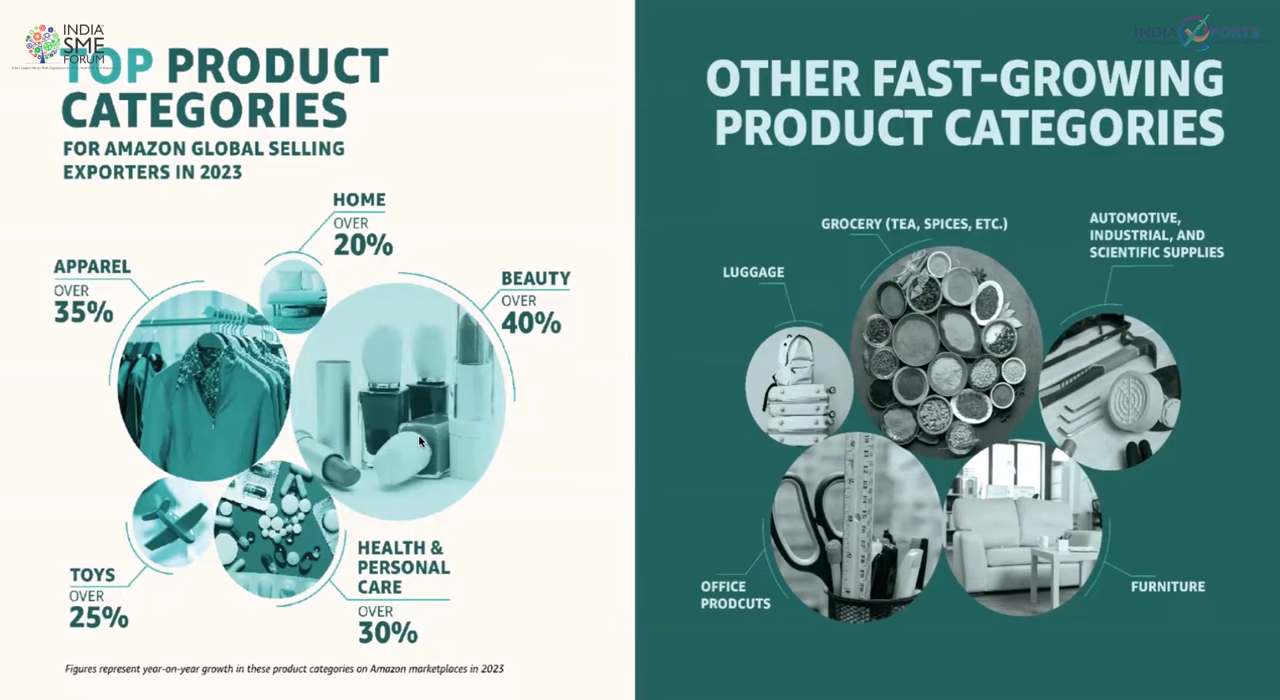 INDIA
SME
FORUM
TOP PRODUCT
CATEGORIES
FOR AMAZON GLOBAL SELLING
EXPORTERS IN 2023
HOME
OVER
20%
APPAREL
OVER
35%
BEAUTY
OVER
40%
TOYS
OVER
25%
HEALTH &
PERSONAL
CARE
OVER
30%
Figures represent year-on-year growth in these product categories on Amazon marketplaces in 2023
OTHER FAST-GROWING
PRODUCT CATEGORIES
GROCERY (TEA, SPICES, ETC.)
AUTOMOTIVE,
INDUSTRIAL, AND
SCIENTIFIC SUPPLIES
LUGGAGE
OFFICE
PRODCUTS
FURNITURE